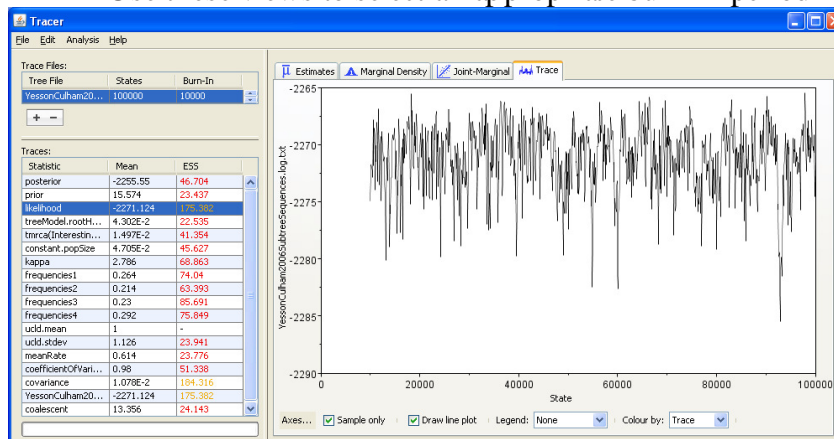 Tracer
File Edit Analysis Help
Trace Files:
Tree File States Burn-In
YessonCulham20... 100000 10000
+ -
Traces:
Statistic Mean ESS
posterior -2255.55 46.704
prior 15.574 23.437
likelihood -2271.124 175.382
treeModel.rootH... 4.302E-2 22.535
tmrca(Interestin... 1.497E-2 41.354
constant.popSize 4.705E-2 45.627
kappa 2.786 68.863
frequencies1 0.264 74.04
frequencies2 0.214 63.393
frequencies3 0.23 85.691
frequencies4 0.292 75.849
ucld.mean 1 -
ucld.stdev 1.126 23.941
meanRate 0.614 23.776
coefficientOfVari... 0.98 51.338
covariance 1.078E-2 184.316
YessonCulham20... -2271.124 175.382
coalescent 13.356 24.143
Estimates Marginal Density Joint-Marginal Trace
YessonCulham2006SubtreeSequences.log.txt
-2265
-2270
-2275
-2280
-2285
-2290
0 20000 40000 60000 80000 100000
State
Axes... Sample only Draw line plot Legend: None Colour by: Trace